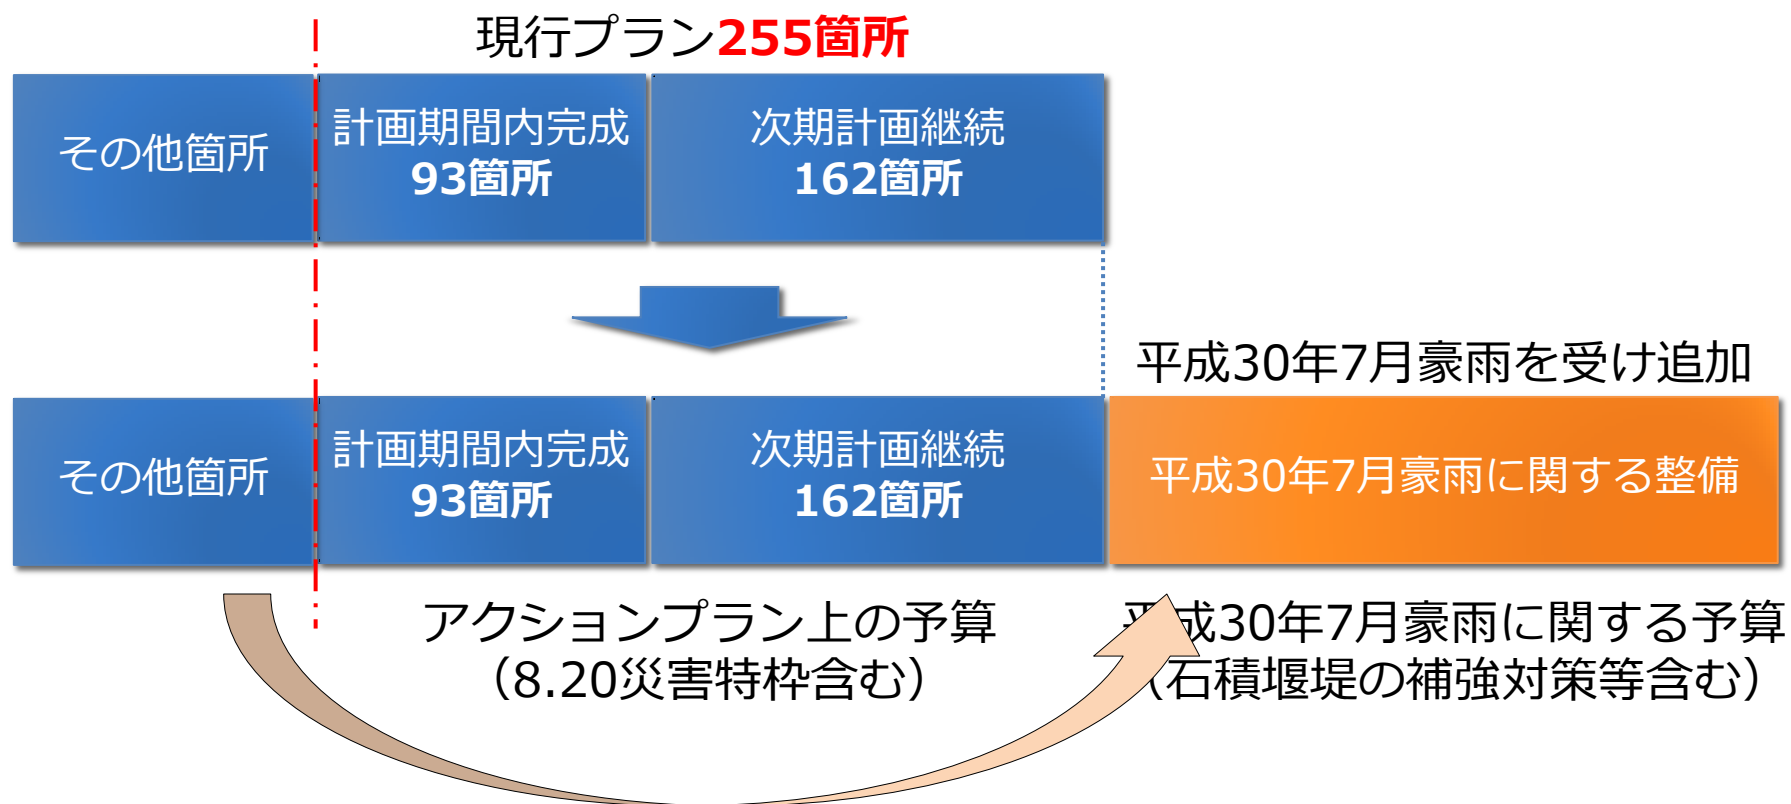 現行プラン255箇所
その他箇所
計画期間内完成
93箇所
次期計画継続
162箇所
平成30年7月豪雨を受け追加
その他箇所
計画期間内完成
93箇所
次期計画継続
162箇所
平成30年7月豪雨に関する整備
アクションプラン上の予算
（8.20災害特枠含む）
平成30年7月豪雨に関する予算
（石積堰堤の補強対策等含む）